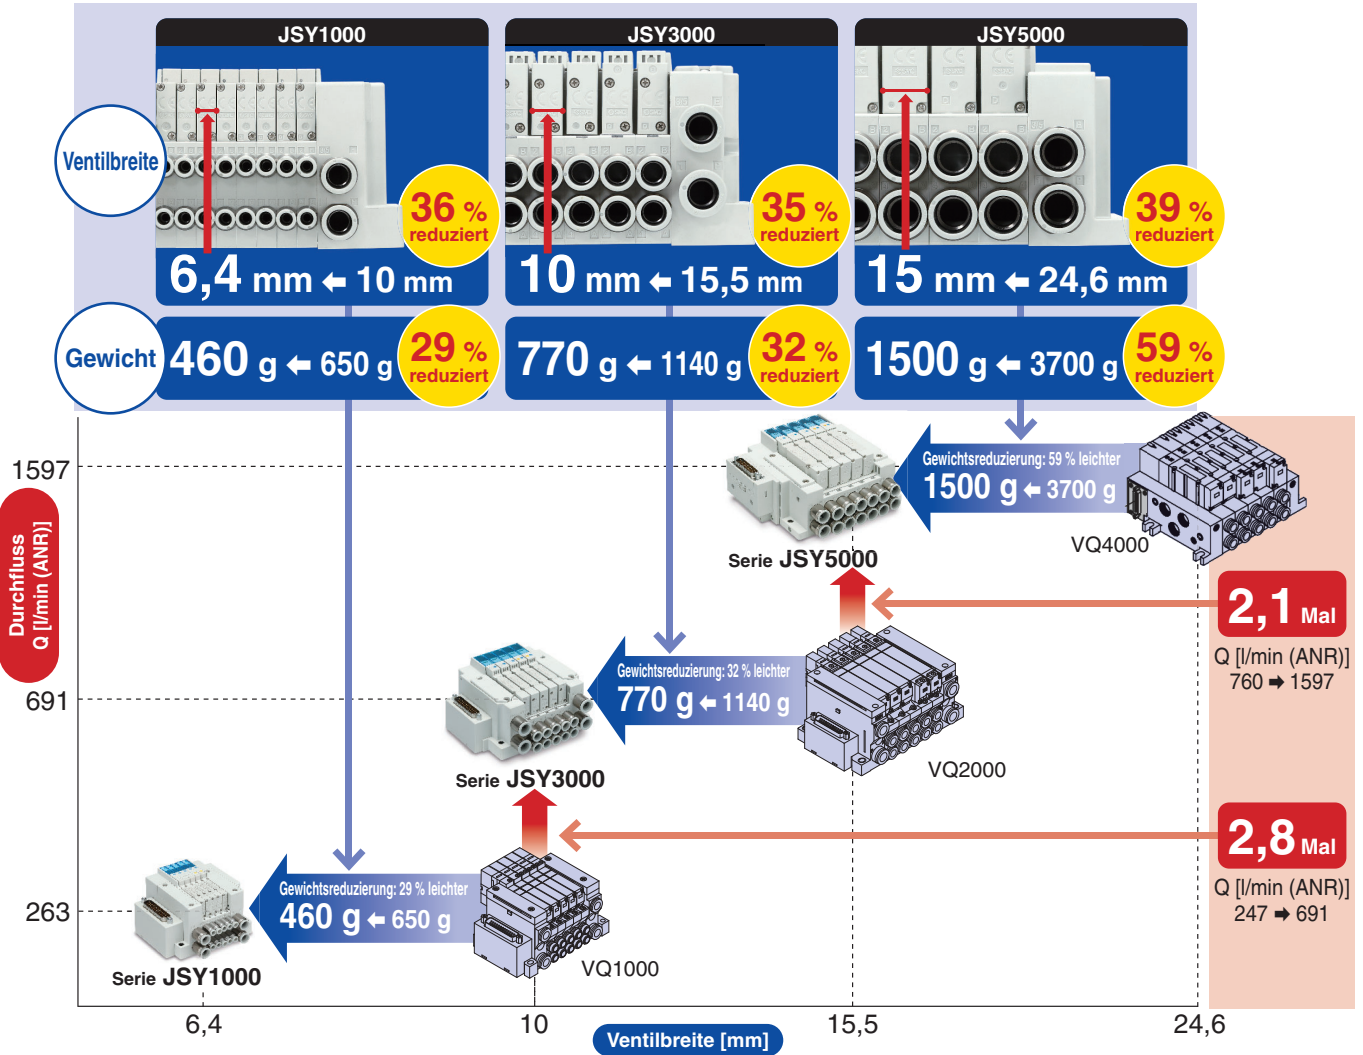 JSY1000
JSY3000
JSY5000
Ventilbreite
36 %
reduziert
35 %
reduziert
39 %
reduziert
6,4 mm ← 10 mm
10 mm ← 15,5 mm
15 mm ← 24,6 mm
Gewicht
460 g ← 650 g
29 %
reduziert
770 g ← 1140 g
32 %
reduziert
1500 g ← 3700 g
59 %
reduziert
1597
Gewichtsreduzierung: 59 % leichter
1500 g ← 3700 g
VQ4000
Serie JSY5000
Durchfluss
Q [l/min (ANR)]
2,1 Mal
Q [l/min (ANR)]
760 ➡ 1597
691
Gewichtsreduzierung: 32 % leichter
770 g ← 1140 g
VQ2000
Serie JSY3000
2,8 Mal
Q [l/min (ANR)]
247 ➡ 691
263
Gewichtsreduzierung: 29 % leichter
460 g ← 650 g
VQ1000
Serie JSY1000
6,4
10
15,5
24,6
Ventilbreite [mm]